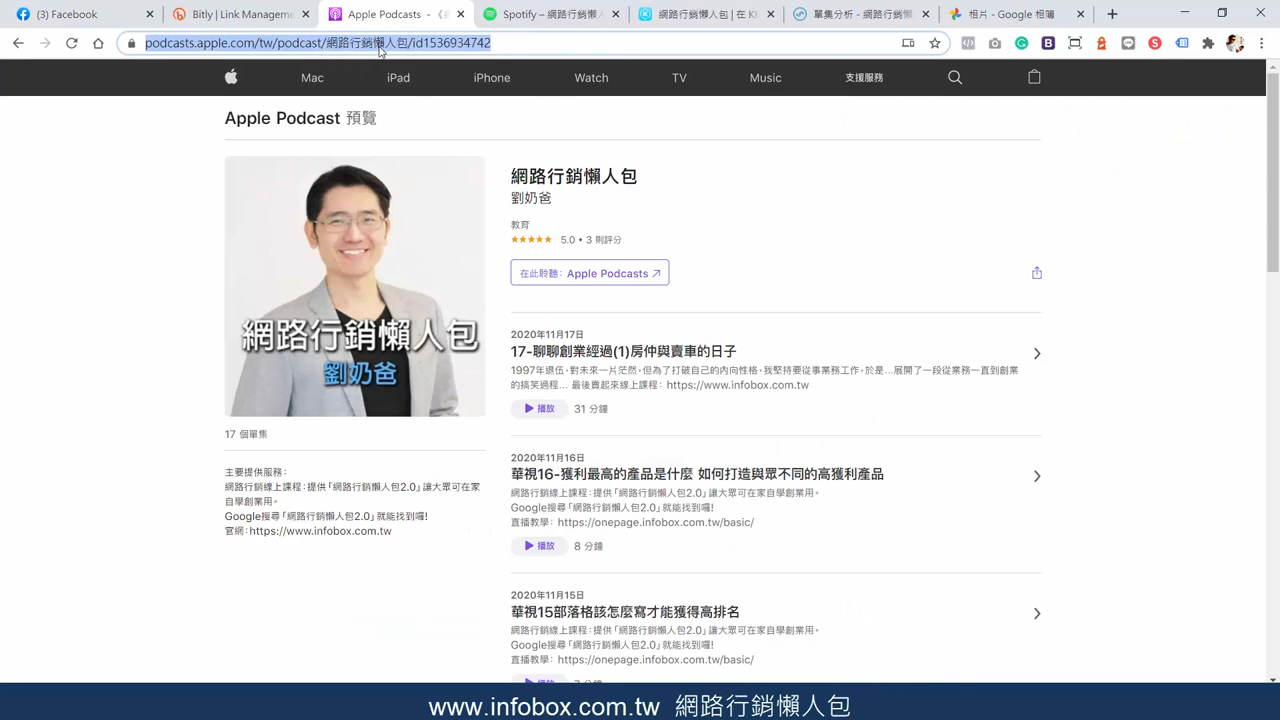 (3) Facebook
Bitly | Link Manageme
Apple Podcasts - 《
Spotify – 網路行銷懶人
網路行銷懶人包 | 在 K
單集分析 - 網路行銷懶
相片 - Google 相簿
podcasts.apple.com/tw/podcast/網路行銷懶人包/id1536934742
Mac
iPad
iPhone
Watch
TV
Music
支援服務
Apple Podcast 預覽
網路行銷懶人包
劉奶爸
17 個單集
主要提供服務：
網路行銷線上課程：提供「網路行銷懶人包2.0」讓大眾可在家
自學創業用。
Google搜尋「網路行銷懶人包2.0」就能找到囉!
官網：https://www.infobox.com.tw
網路行銷懶人包
劉奶爸
教育
★★★★★ 5.0 • 3 則評分
在此聆聽： Apple Podcasts ↗
2020年11月17日
17-聊聊創業經過(1)房仲與賣車的日子
1997年退伍，對未來一片茫然，但為了打破自己的內向性格，我堅持要從事業務工作，於是...展開了一段從業務一直到創業
的搞笑過程... 最後賣起來線上課程： https://www.infobox.com.tw
播放 31 分鐘
2020年11月16日
華視16-獲利最高的產品是什麼 如何打造與眾不同的高獲利產品
網路行銷線上課程：提供「網路行銷懶人包2.0」讓大眾可在家自學創業用。
Google搜尋「網路行銷懶人包2.0」就能找到囉!
直播教學： https://onepage.infobox.com.tw/basic/
播放 8 分鐘
2020年11月15日
華視15部落格該怎麼寫才能獲得高排名
網路行銷線上課程：提供「網路行銷懶人包2.0」讓大眾可在家自學創業用。
Google搜尋「網路行銷懶人包2.0」就能找到囉!
直播教學： https://onepage.infobox.com.tw/basic/
www.infobox.com.tw 網路行銷懶人包